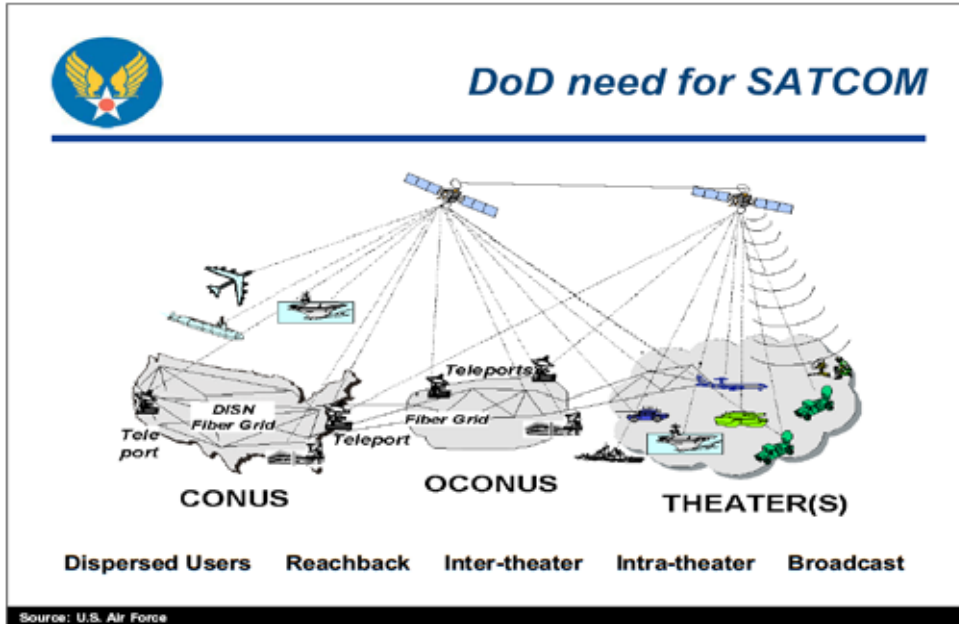 DoD need for SATCOM
Teleports
DISN
Fiber Grid
Fiber Grid
Tele
port
Teleport
CONUS
OCONUS
THEATER(S)
Dispersed Users Reachback Inter-theater Intra-theater Broadcast
Source: U.S. Air Force